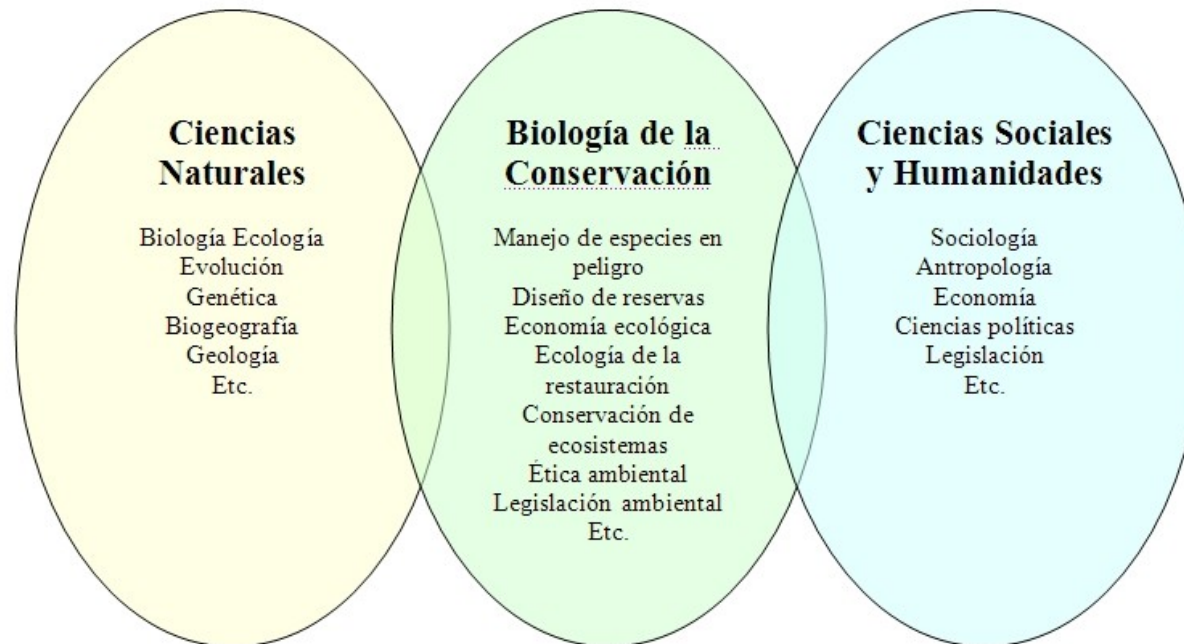 Ciencias
Naturales
Biología Ecología
Evolución
Genética
Biogeografía
Geología
Etc.
Biología de la
Conservación
Manejo de especies en
peligro
Diseño de reservas
Economía ecológica
Ecología de la
restauración
Conservación de
ecosistemas
Ética ambiental
Legislación ambiental
Etc.
Ciencias Sociales
y Humanidades
Sociología
Antropología
Economía
Ciencias políticas
Legislación
Etc.